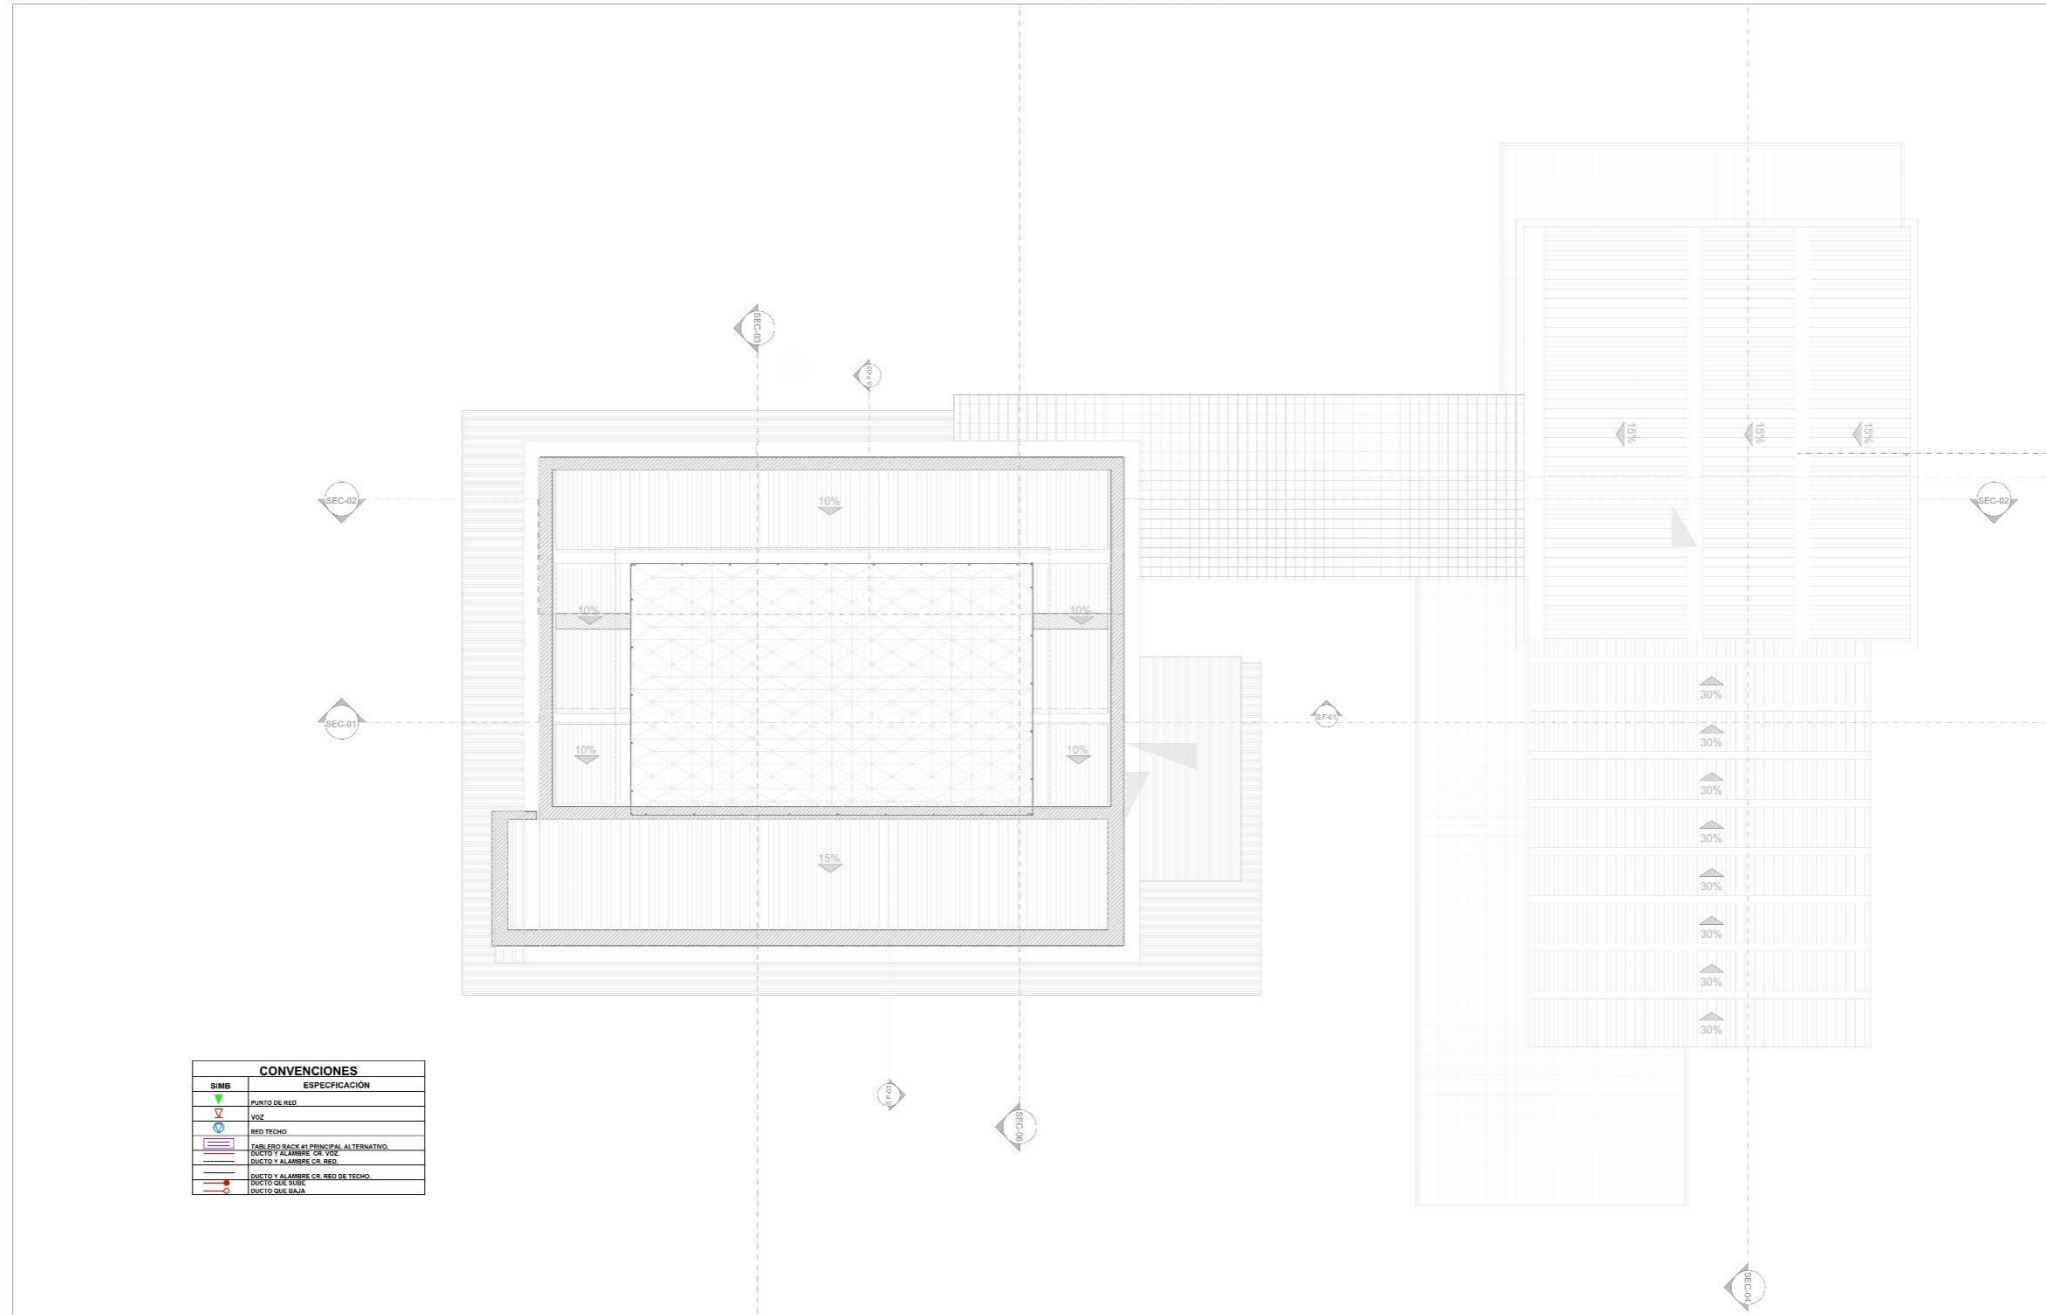 SEC-03
S.F-02
15%
15%
15%
SEC-02
10%
SEC-02
10%
10%
SEC-01
S.F-01
10%
10%
30%
30%
30%
30%
30%
30%
30%
30%
15%
CONVENCIONES
SIMB ESPECFICACIÓN
PUNTO DE RED
VOZ
RED TECHO
TABLERO RACK #1 PRINCIPAL ALTERNATIVO.
DUCTO Y ALAMBRE CR. VOZ.
DUCTO Y ALAMBRE CR. RED.
DUCTO Y ALAMBRE CR. RED DE TECHO.
DUCTO QUE SUBE
DUCTO QUE BAJA
S.F-01
SEC-06
SEC-04